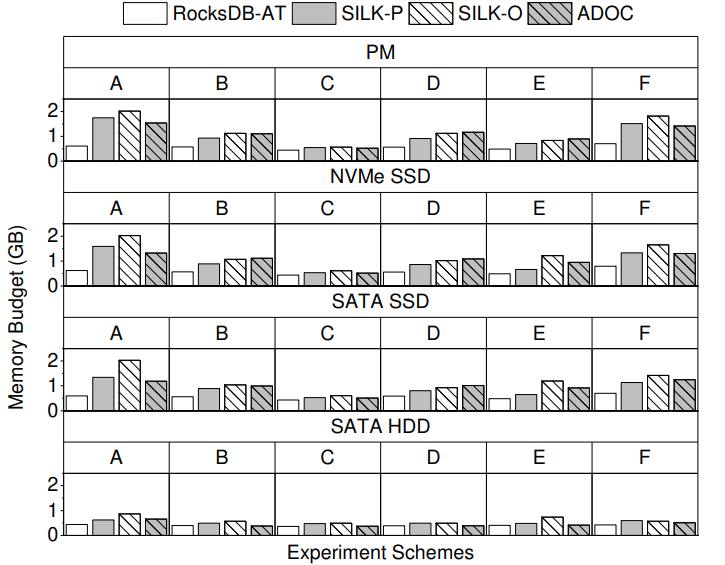 RocksDB-AT SILK-P SILK-O ADOC
PM
A B C D E F
2
1
0
NVMe SSD
A B C D E F
2
1
0
SATA SSD
A B C D E F
2
1
0
SATA HDD
A B C D E F
2
1
0
Memory Budget (GB)
Experiment Schemes